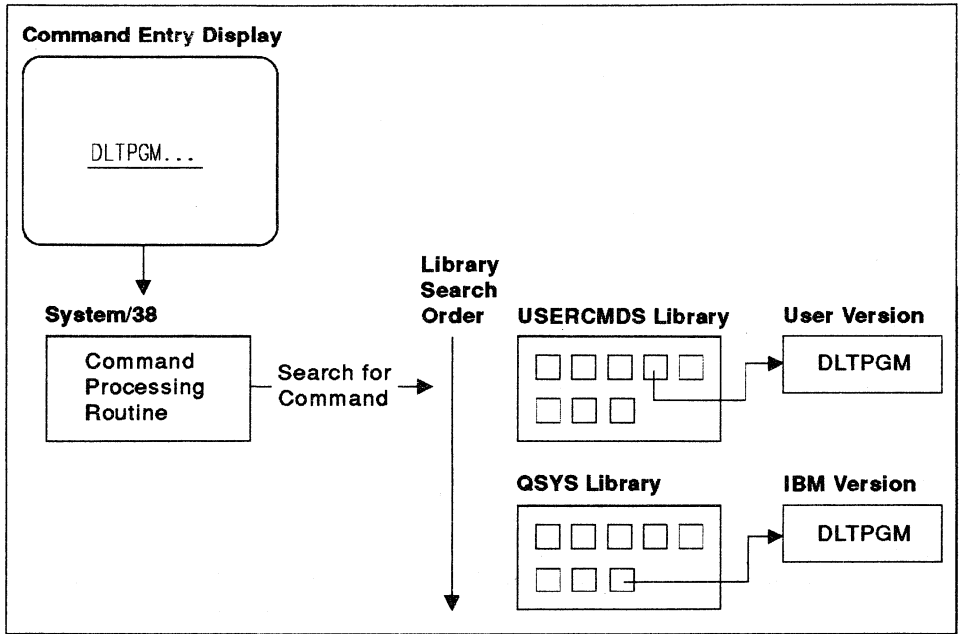 Command Entry Display
DLTPGM...
System/38
Command
Processing
Routine
Search for
Command
Library
Search
Order
USERCMDS Library
User Version
DLTPGM
QSYS Library
IBM Version
DLTPGM